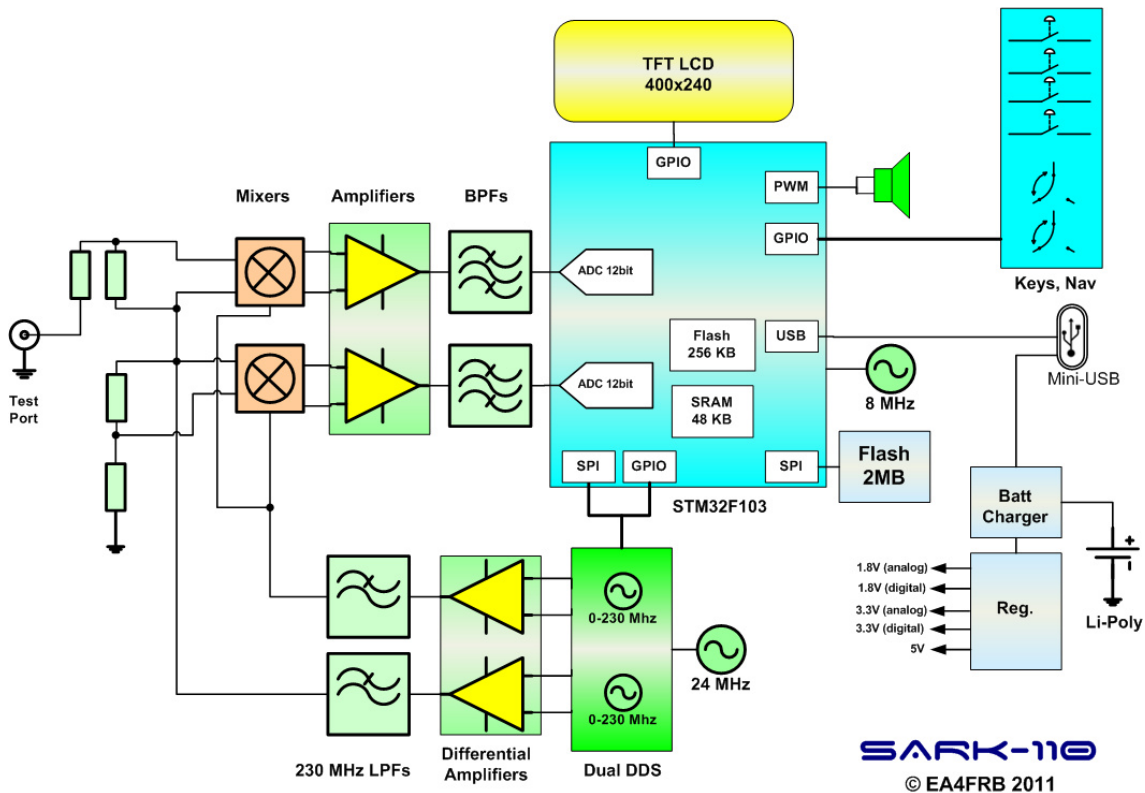 TFT LCD
400x240
GPIO
PWM
GPIO
Keys, Nav
Mixers
Amplifiers
BPFs
ADC 12bit
ADC 12bit
Flash
256 KB
SRAM
48 KB
USB
Mini-USB
8 MHz
SPI
GPIO
SPI
Flash
2MB
STM32F103
Test
Port
Batt
Charger
Li-Poly
+
-
1.8V (analog)
1.8V (digital)
3.3V (analog)
3.3V (digital)
5V
Reg.
0-230 Mhz
0-230 Mhz
24 MHz
230 MHz LPFs
Differential
Amplifiers
Dual DDS
SARK-110
© EA4FRB 2011